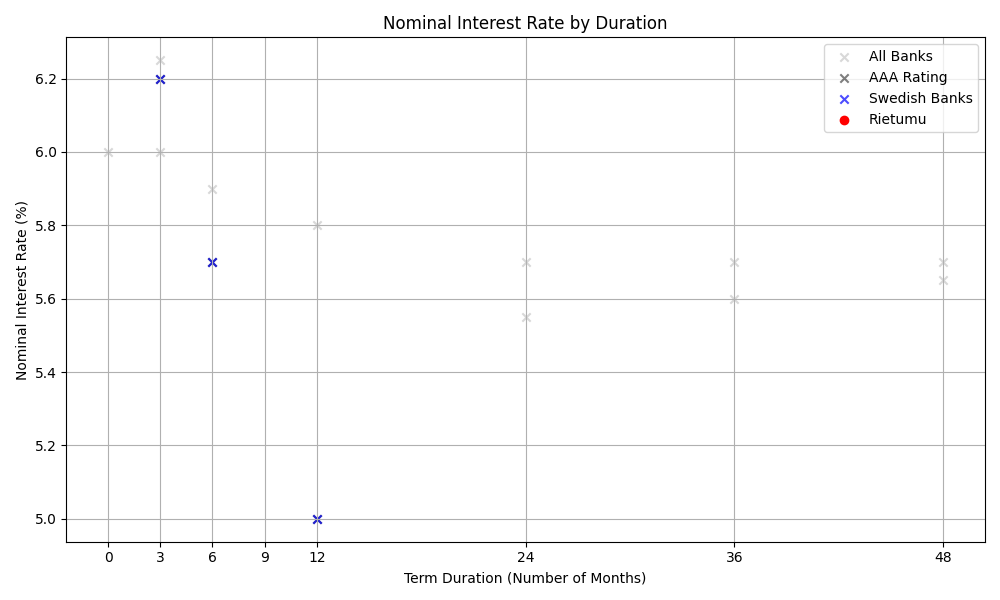 Nominal Interest Rate by Duration
All Banks
AAA Rating
Swedish Banks
Rietumu
Nominal Interest Rate (%)
6.2
6.0
5.8
5.6
5.4
5.2
5.0
0 3 6 9 12 24 36 48
Term Duration (Number of Months)